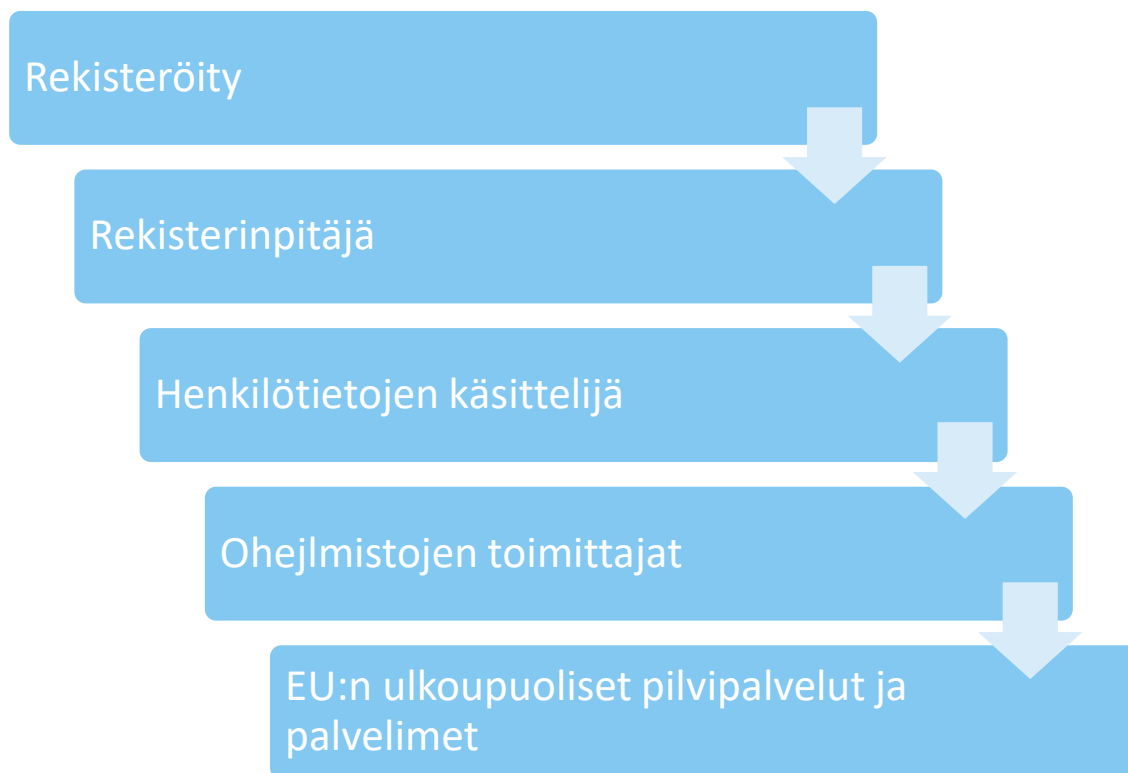 Rekisteröity
Rekisterinpitäjä
Henkilötietojen käsittelijä
Ohejlmistojen toimittajat
EU:n ulkoupuoliset pilvipalvelut ja
palvelimet